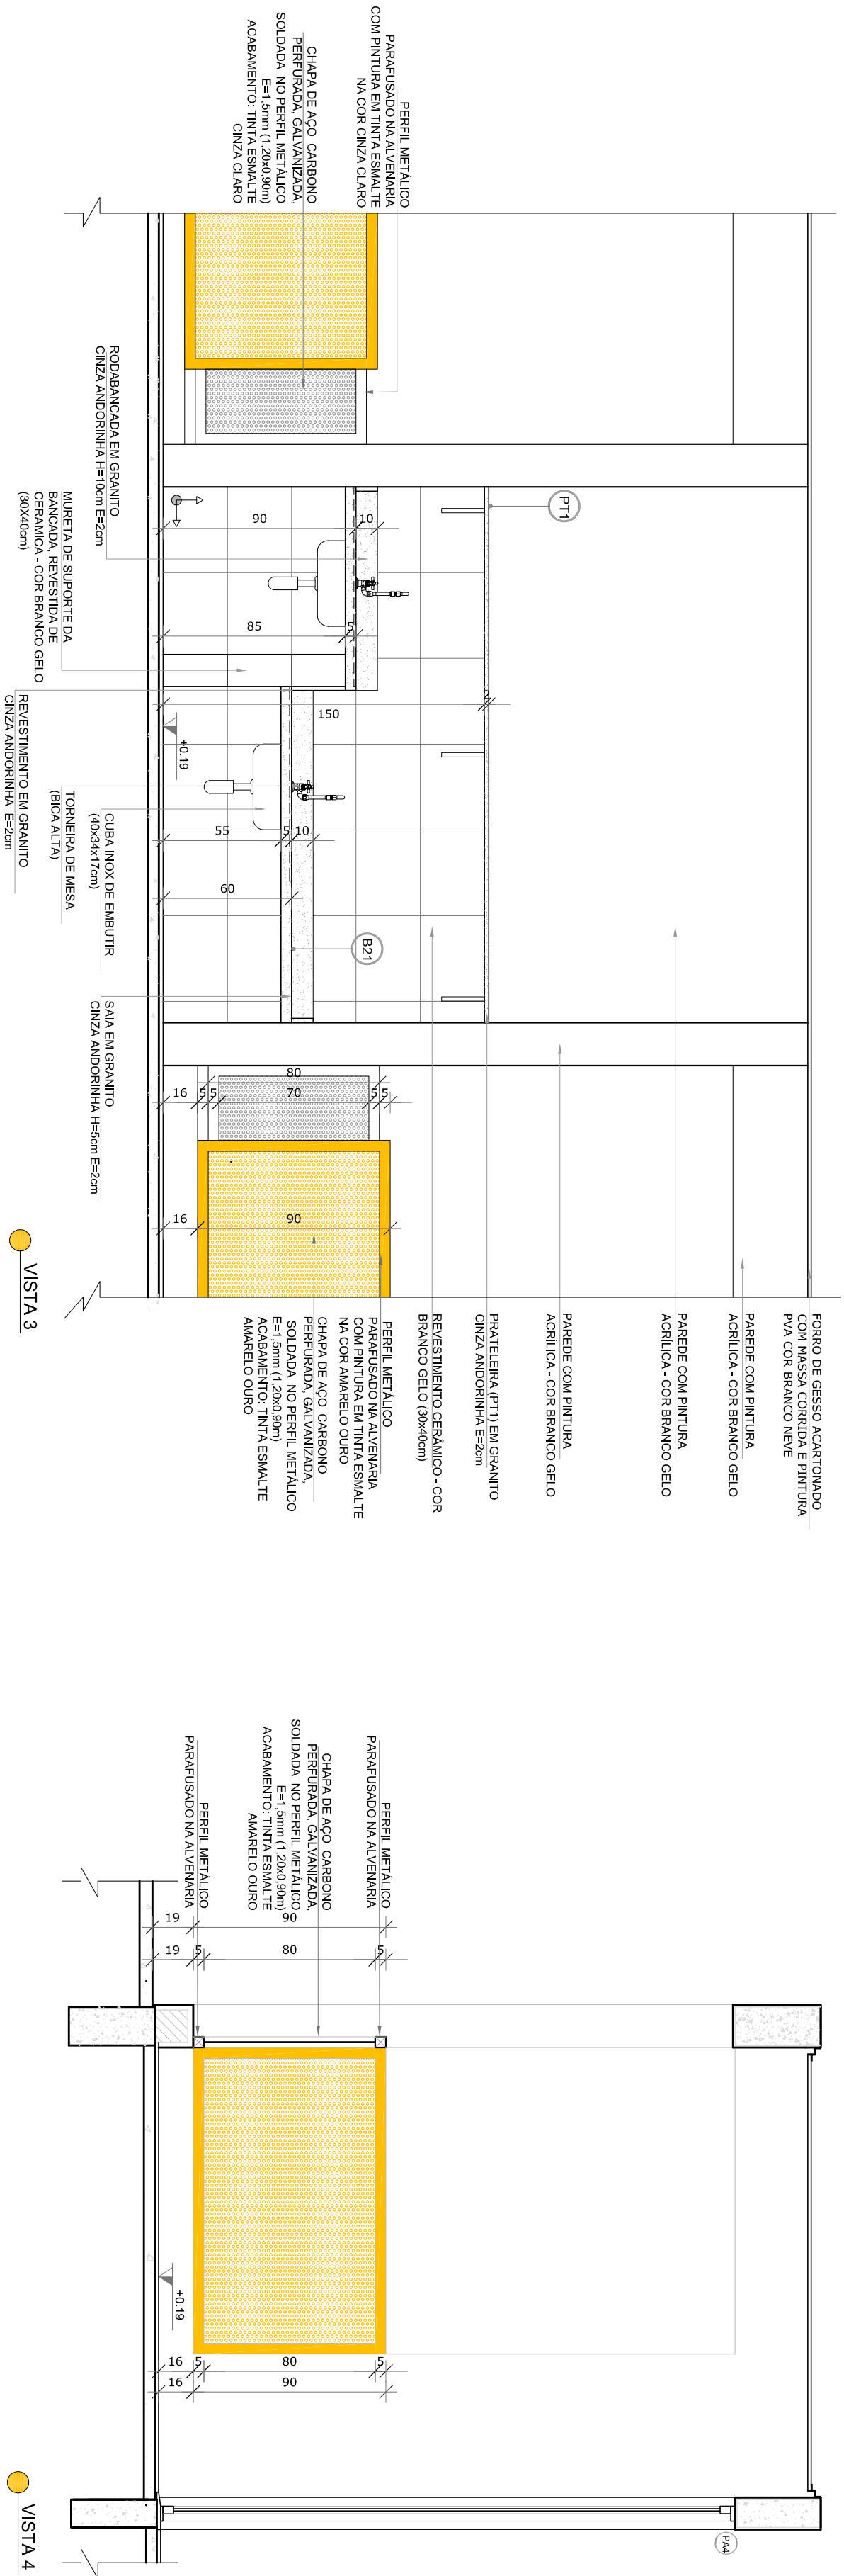 PERFIL METÁLICO
PARAFUSADO NA ALVENARIA
COM PINTURA EM TINTA ESMALTE
NA COR CINZA CLARO
CHAPA DE AÇO CARBONO
PERFURADA, GALVANIZADA,
SOLDADA NO PERFIL METÁLICO
E=1,5mm (1,20x0,90m)
ACABAMENTO: TINTA ESMALTE
CINZA CLARO
PT1
B21
90
10
85
5
150
2
+0.19
55
5
10
60
80
16
5
5
70
5
5
16
90
RODABANCADA EM GRANITO
CINZA ANDORINHA H=10cm E=2cm
MURETA DE SUPORTE DA
BANCADA, REVESTIDA DE
CERAMICA - COR BRANCO GELO
(30X40cm)
REVESTIMENTO EM GRANITO
CINZA ANDORINHA E=2cm
TORNEIRA DE MESA
(BICA ALTA)
CUBA INOX DE EMBUTIR
(40x34x17cm)
SAIA EM GRANITO
CINZA ANDORINHA H=5cm E=2cm
FORRO DE GESSO ACARTONADO
COM MASSA CORRIDA E PINTURA
PVA COR BRANCO NEVE
PAREDE COM PINTURA
ACRÍLICA - COR BRANCO GELO
PAREDE COM PINTURA
ACRÍLICA - COR BRANCO GELO
PAREDE COM PINTURA
ACRÍLICA - COR BRANCO GELO
PRATELEIRA (PT1) EM GRANITO
CINZA ANDORINHA E=2cm
REVESTIMENTO CERÂMICO - COR
BRANCO GELO (30x40cm)
PERFIL METÁLICO
PARAFUSADO NA ALVENARIA
COM PINTURA EM TINTA ESMALTE
NA COR AMARELO OURO
CHAPA DE AÇO CARBONO
PERFURADA, GALVANIZADA,
SOLDADA NO PERFIL METÁLICO
E=1,5mm (1,20x0,90m)
ACABAMENTO: TINTA ESMALTE
AMARELO OURO
VISTA 3
PERFIL METÁLICO
PARAFUSADO NA ALVENARIA
CHAPA DE AÇO CARBONO
PERFURADA, GALVANIZADA,
SOLDADA NO PERFIL METÁLICO
E=1,5mm (1,20x0,90m)
ACABAMENTO: TINTA ESMALTE
AMARELO OURO
PERFIL METÁLICO
PARAFUSADO NA ALVENARIA
19
90
19
5
80
5
+0.19
16
5
80
5
16
90
PA4
VISTA 4